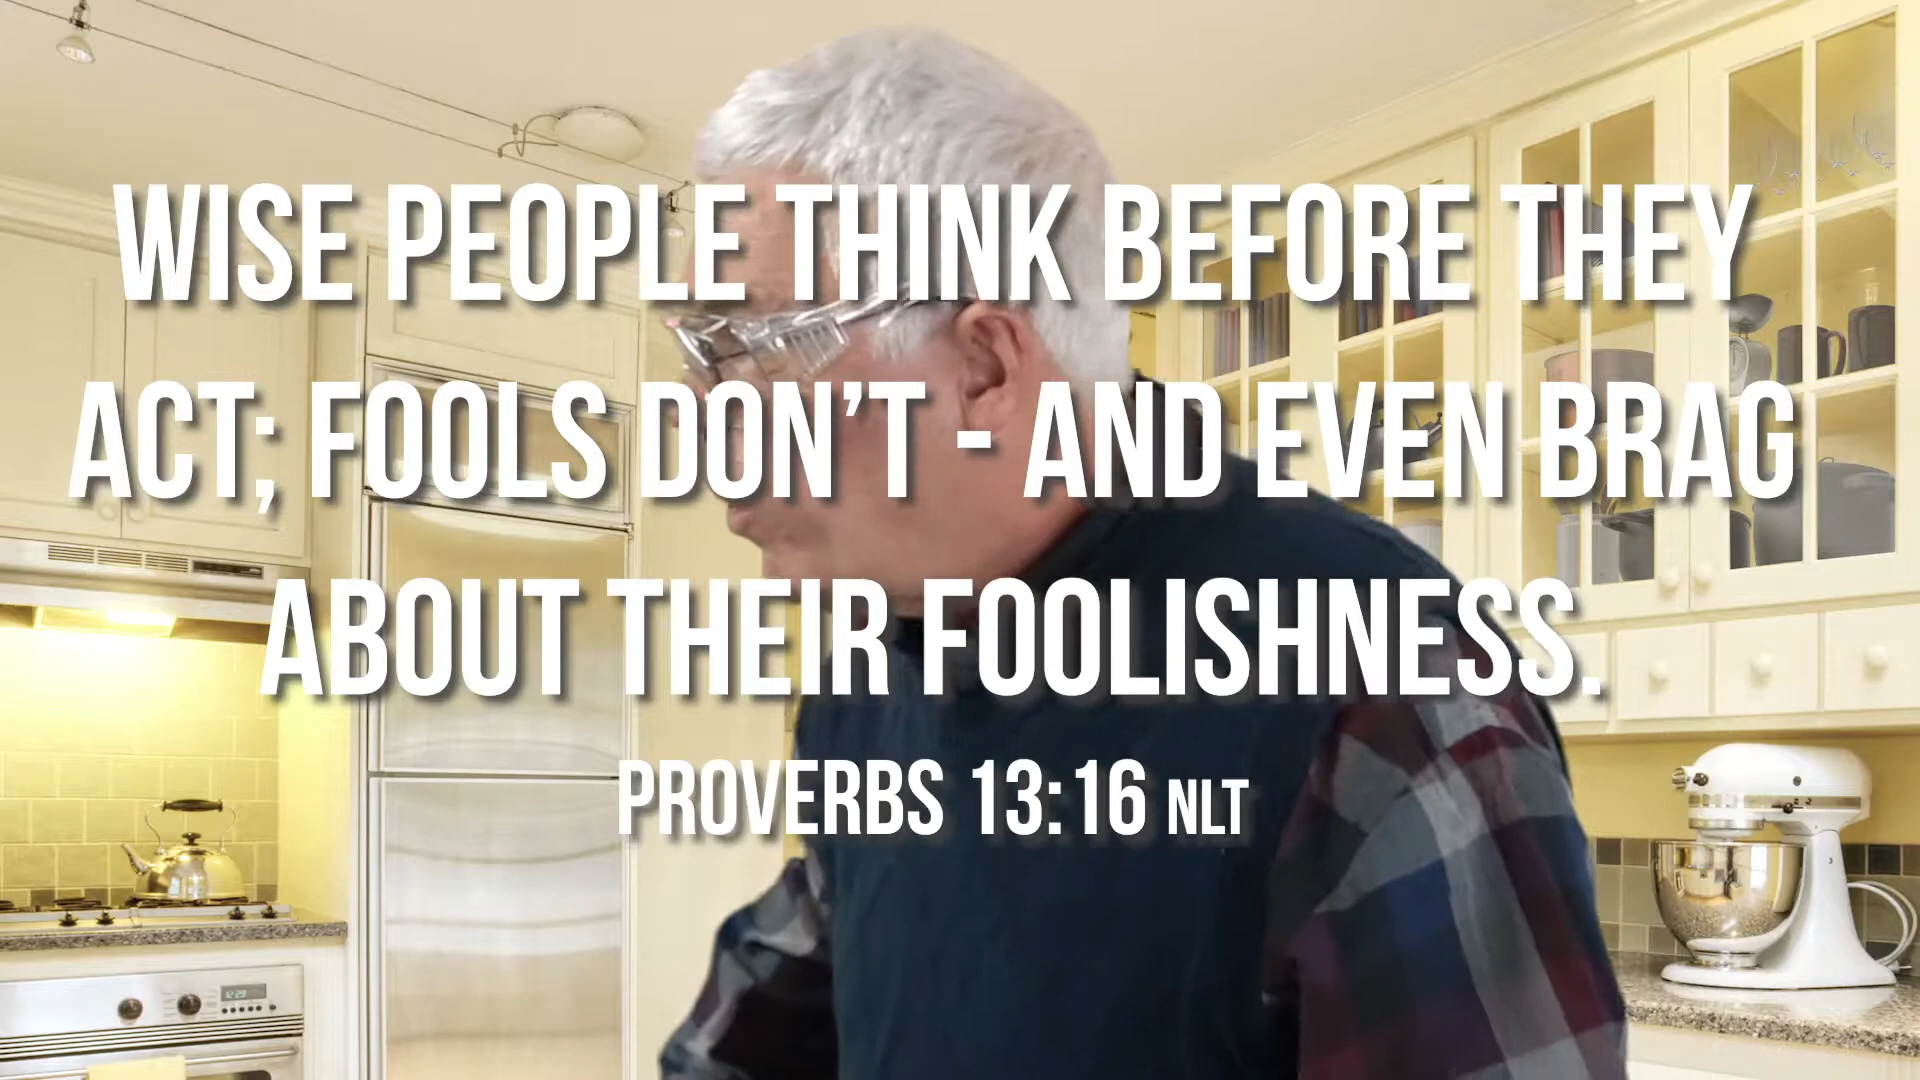 WISE PEOPLE THINK BEFORE THEY
ACT; FOOLS DON'T - AND EVEN BRAG
ABOUT THEIR FOOLISHNESS.
PROVERBS 13:16 NLT